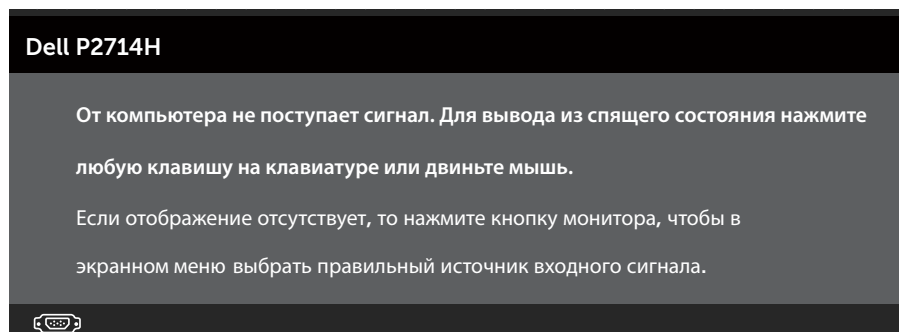 Dell P2714H
От компьютера не поступает сигнал. Для вывода из спящего состояния нажмите
любую клавишу на клавиатуре или двиньте мышь.
Если отображение отсутствует, то нажмите кнопку монитора, чтобы в
экранном меню выбрать правильный источник входного сигнала.